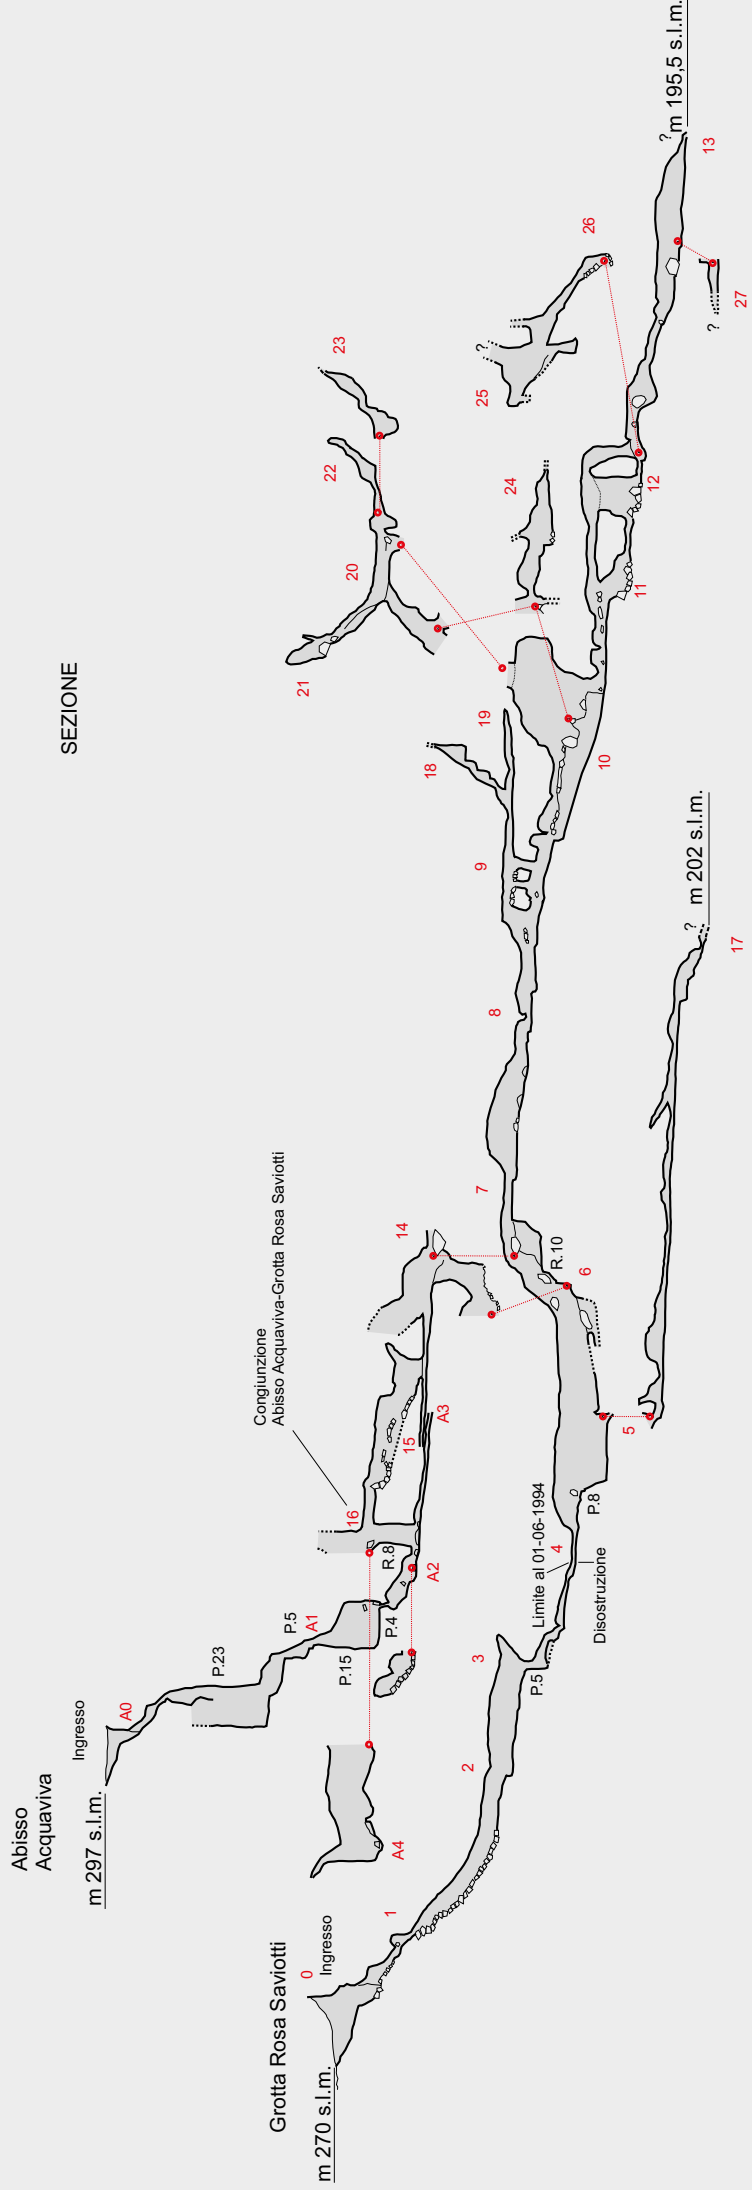 SEZIONE
Abisso
Acquaviva
m 297 s.l.m.
Ingresso
A0
P.23
P.5
A1
P.15
P.4
A2
R.8
16
Congiunzione
Abisso Acquaviva-Grotta Rosa Saviotti
15
A3
14
A4
Grotta Rosa Saviotti
m 270 s.l.m.
0
Ingresso
1
2
3
P.5
Limite al 01-06-1994
4
Disostruzione
P.8
5
6
R.10
7
8
9
10
11
12
13
?
m 195,5 s.l.m.
17
?
m 202 s.l.m.
18
19
20
21
22
23
24
25
?
26
27
?